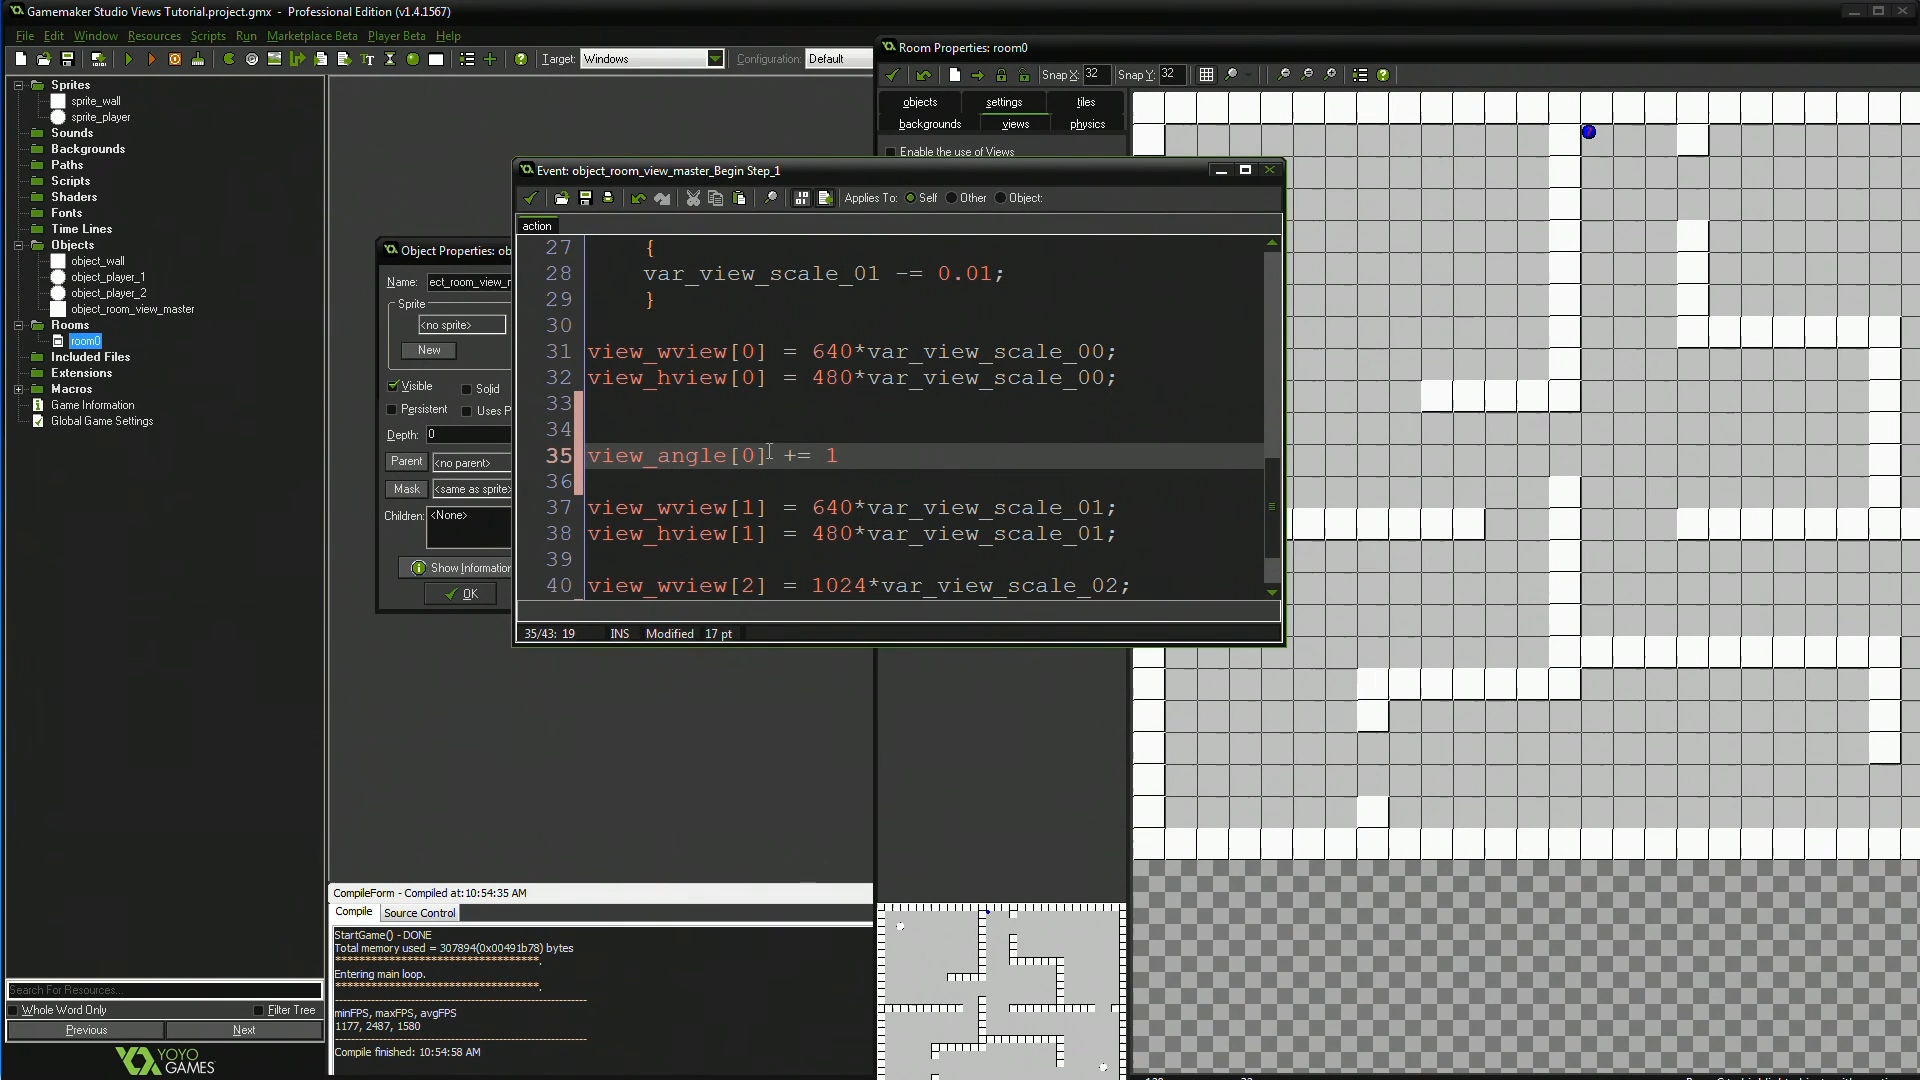 Gamemaker Studio Views Tutorial.project.gmx - Professional Edition (v1.4.1567)
File Edit Window Resources Scripts Run Marketplace Beta Player Beta Help
Target: Windows Configuration: Default
Sprites
sprite_wall
sprite_player
Sounds
Backgrounds
Paths
Scripts
Shaders
Fonts
Time Lines
Objects
object_wall
object_player_1
object_player_2
object_room_view_master
Rooms
room0
Included Files
Extensions
Macros
Game Information
Global Game Settings
Search For Resources...
Whole Word Only Filter Tree
Previous Next
YOYO
GAMES
Object Properties: ob
Name: ect_room_view_r
Sprite
<no sprite>
New
Visible Solid
Persistent Uses P
Depth: 0
Parent <no parent>
Mask <same as sprite>
Children: <None>
Show Information
OK
Event: object_room_view_master_Begin Step_1
Applies To: Self Other Object:
action
27 {
28 var_view_scale_01 -= 0.01;
29 }
30
31 view_wview[0] = 640*var_view_scale_00;
32 view_hview[0] = 480*var_view_scale_00;
33
34
35 view_angle[0] += 1
36
37 view_wview[1] = 640*var_view_scale_01;
38 view_hview[1] = 480*var_view_scale_01;
39
40 view_wview[2] = 1024*var_view_scale_02;
35/43: 19 INS Modified 17 pt
Room Properties: room0
Snap X: 32 Snap Y: 32
objects settings tiles
backgrounds views physics
Enable the use of Views
CompileForm - Compiled at:10:54:35 AM
Compile Source Control
StartGame() - DONE
Total memory used = 307894(0x00491b78) bytes
Entering main loop.
minFPS, maxFPS, avgFPS
1177, 2487, 1580
Compile finished: 10:54:58 AM